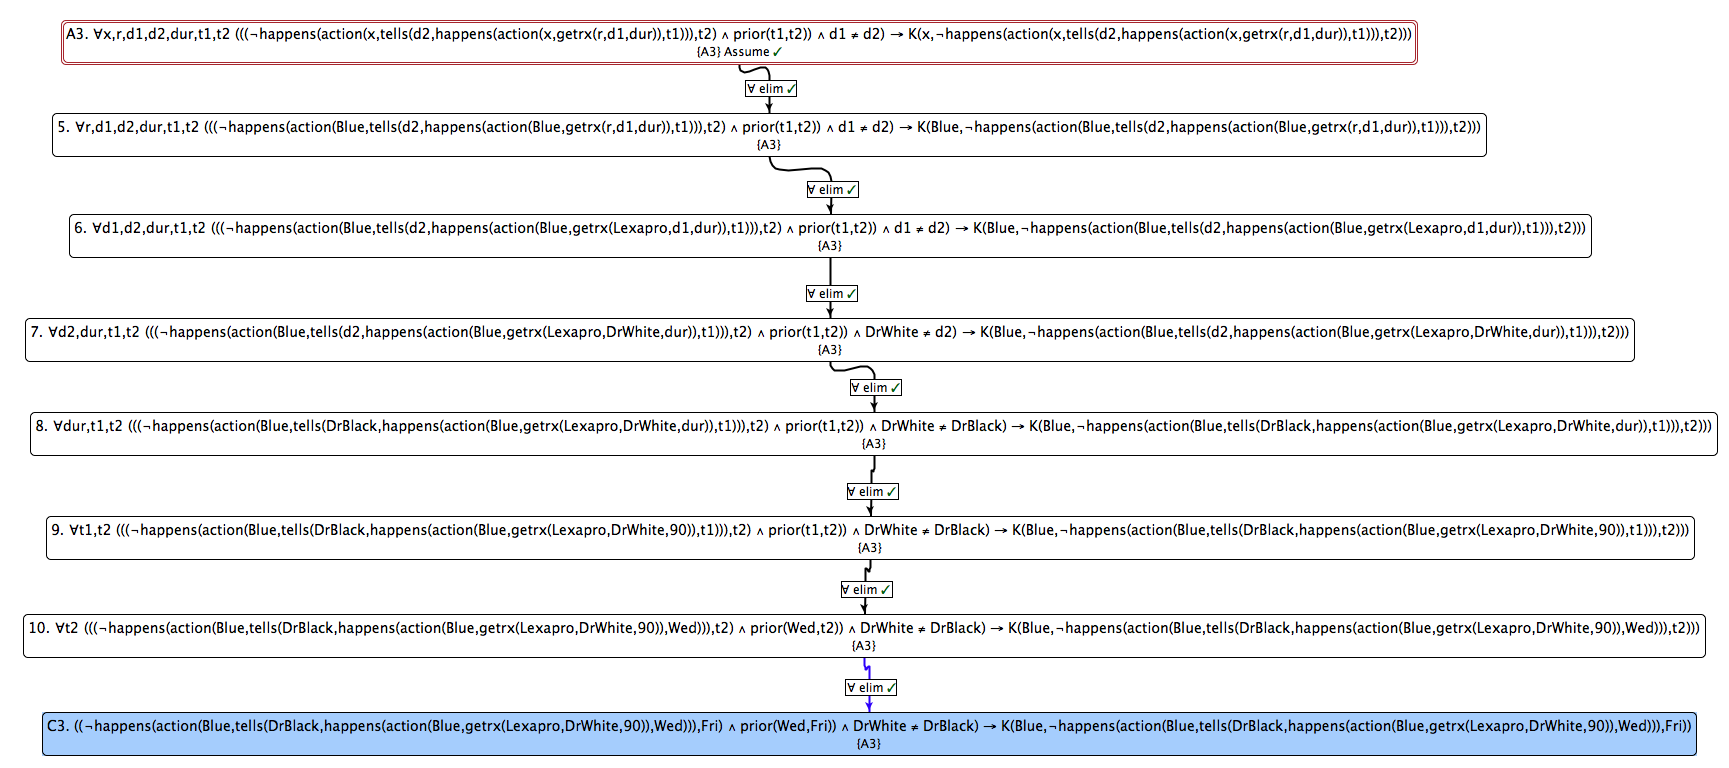 A3. ∀x,r,d1,d2,dur,t1,t2 (((¬happens(action(x,tells(d2,happens(action(x,getrx(r,d1,dur)),t1))),t2) ∧ prior(t1,t2)) ∧ d1 ≠ d2) → K(x,¬happens(action(x,tells(d2,happens(action(x,getrx(r,d1,dur)),t1))),t2)))
{A3} Assume ✓
∀ elim ✓
5. ∀r,d1,d2,dur,t1,t2 (((¬happens(action(Blue,tells(d2,happens(action(Blue,getrx(r,d1,dur)),t1))),t2) ∧ prior(t1,t2)) ∧ d1 ≠ d2) → K(Blue,¬happens(action(Blue,tells(d2,happens(action(Blue,getrx(r,d1,dur)),t1))),t2)))
{A3}
∀ elim ✓
6. ∀d1,d2,dur,t1,t2 (((¬happens(action(Blue,tells(d2,happens(action(Blue,getrx(Lexapro,d1,dur)),t1))),t2) ∧ prior(t1,t2)) ∧ d1 ≠ d2) → K(Blue,¬happens(action(Blue,tells(d2,happens(action(Blue,getrx(Lexapro,d1,dur)),t1))),t2)))
{A3}
∀ elim ✓
7. ∀d2,dur,t1,t2 (((¬happens(action(Blue,tells(d2,happens(action(Blue,getrx(Lexapro,DrWhite,dur)),t1))),t2) ∧ prior(t1,t2)) ∧ DrWhite ≠ d2) → K(Blue,¬happens(action(Blue,tells(d2,happens(action(Blue,getrx(Lexapro,DrWhite,dur)),t1))),t2)))
{A3}
∀ elim ✓
8. ∀dur,t1,t2 (((¬happens(action(Blue,tells(DrBlack,happens(action(Blue,getrx(Lexapro,DrWhite,dur)),t1))),t2) ∧ prior(t1,t2)) ∧ DrWhite ≠ DrBlack) → K(Blue,¬happens(action(Blue,tells(DrBlack,happens(action(Blue,getrx(Lexapro,DrWhite,dur)),t1))),t2)))
{A3}
∀ elim ✓
9. ∀t1,t2 (((¬happens(action(Blue,tells(DrBlack,happens(action(Blue,getrx(Lexapro,DrWhite,90)),t1))),t2) ∧ prior(t1,t2)) ∧ DrWhite ≠ DrBlack) → K(Blue,¬happens(action(Blue,tells(DrBlack,happens(action(Blue,getrx(Lexapro,DrWhite,90)),t1))),t2)))
{A3}
∀ elim ✓
10. ∀t2 (((¬happens(action(Blue,tells(DrBlack,happens(action(Blue,getrx(Lexapro,DrWhite,90)),Wed))),t2) ∧ prior(Wed,t2)) ∧ DrWhite ≠ DrBlack) → K(Blue,¬happens(action(Blue,tells(DrBlack,happens(action(Blue,getrx(Lexapro,DrWhite,90)),Wed))),t2)))
{A3}
∀ elim ✓
C3. ((¬happens(action(Blue,tells(DrBlack,happens(action(Blue,getrx(Lexapro,DrWhite,90)),Wed))),Fri) ∧ prior(Wed,Fri)) ∧ DrWhite ≠ DrBlack) → K(Blue,¬happens(action(Blue,tells(DrBlack,happens(action(Blue,getrx(Lexapro,DrWhite,90)),Wed))),Fri))
{A3}